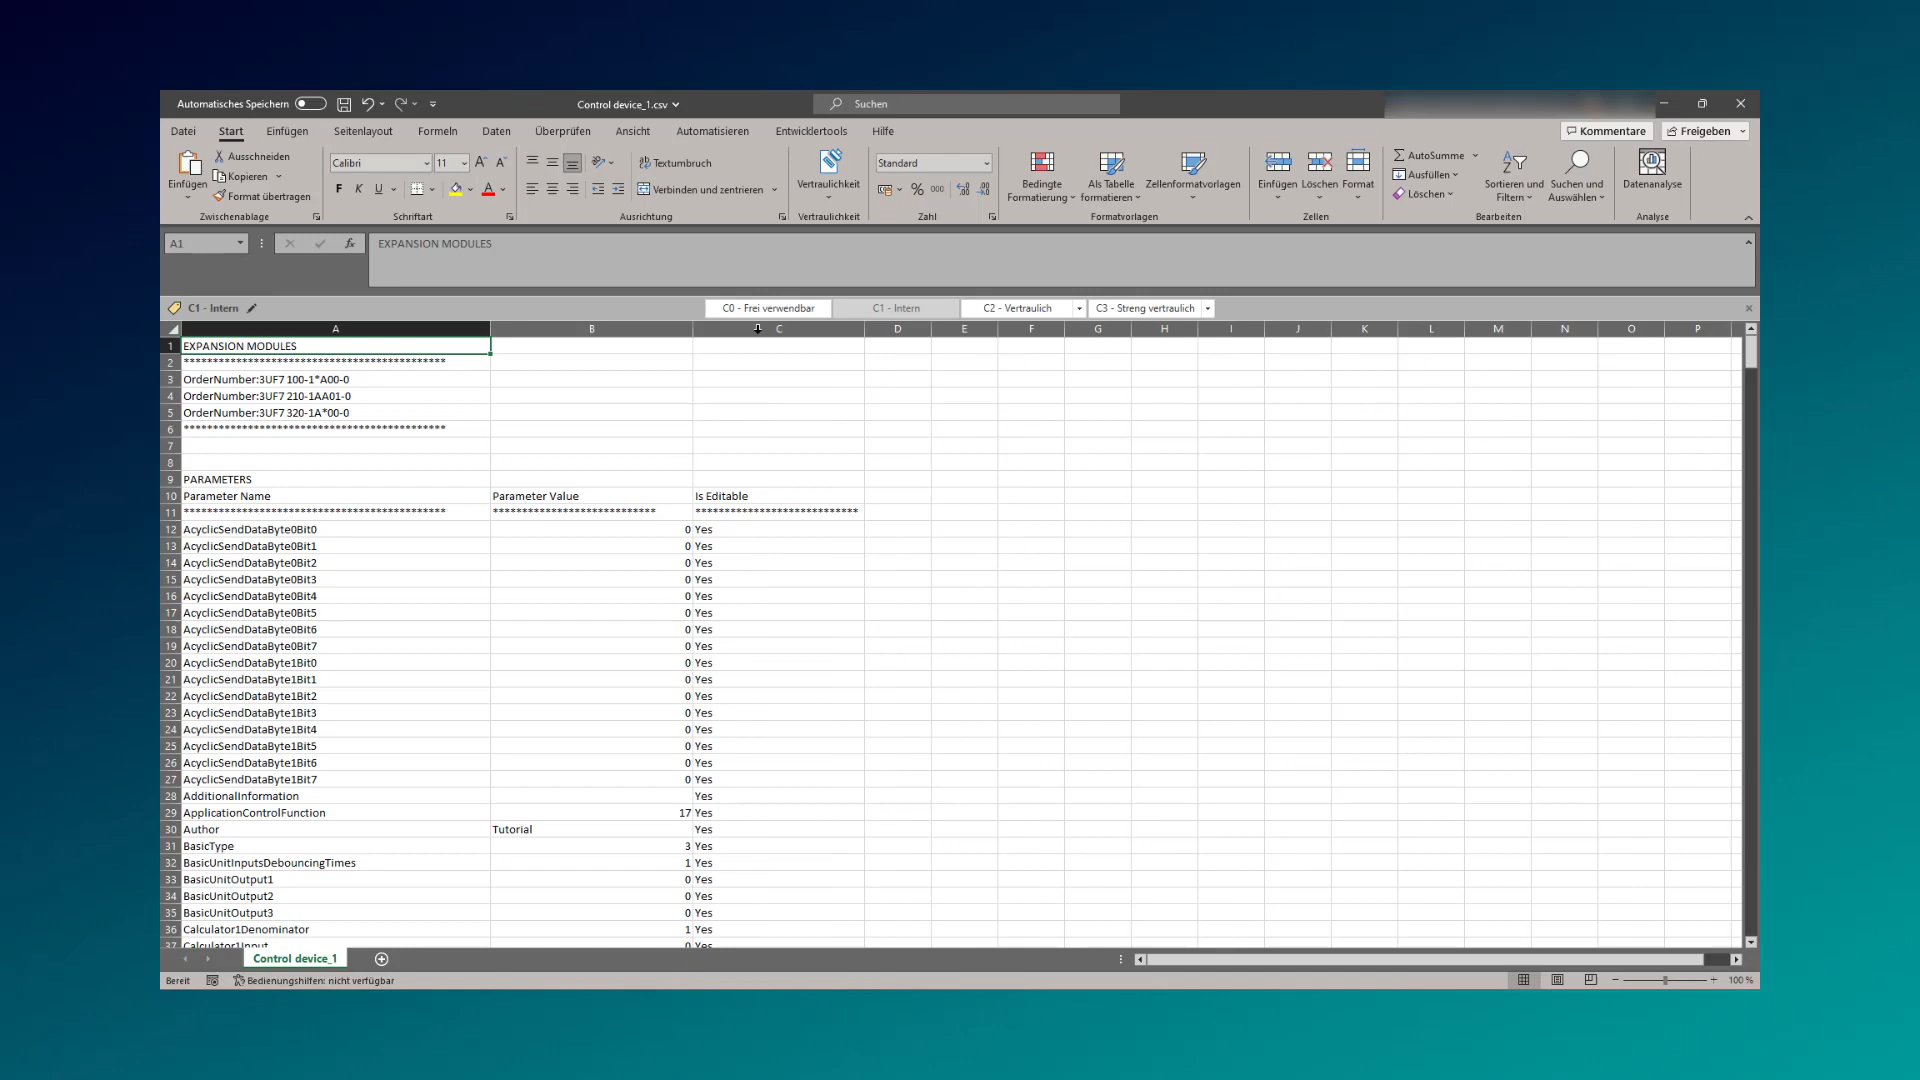 Automatisches Speichern Control device_1.csv Suchen
Datei Start Einfügen Seitenlayout Formeln Daten Überprüfen Ansicht Automatisieren Entwicklertools Hilfe Kommentare Freigeben
Einfügen Ausschneiden Kopieren Format übertragen Zwischenablage
Calibri 11 A A F K U A Schriftart
Textumbruch Verbinden und zentrieren Ausrichtung
Vertraulichkeit Vertraulichkeit
Standard % 000 Zahl
Bedingte Formatierung Als Tabelle formatieren Zellenformatvorlagen Formatvorlagen
Einfügen Löschen Format Zellen
AutoSumme Ausfüllen Löschen Sortieren und Filtern Suchen und Auswählen Bearbeiten
Datenanalyse Analyse
A1 fx EXPANSION MODULES
C1 - Intern C0 - Frei verwendbar C1 - Intern C2 - Vertraulich C3 - Streng vertraulich
A B C D E F G H I J K L M N O P
1 EXPANSION MODULES
2 *********************************************
3 OrderNumber:3UF7 100-1*A00-0
4 OrderNumber:3UF7 210-1AA01-0
5 OrderNumber:3UF7 320-1A*00-0
6 *********************************************
7
8
9 PARAMETERS
10 Parameter Name Parameter Value Is Editable
11 ********************************************* **************************** ****************************
12 AcyclicSendDataByte0Bit0 0 Yes
13 AcyclicSendDataByte0Bit1 0 Yes
14 AcyclicSendDataByte0Bit2 0 Yes
15 AcyclicSendDataByte0Bit3 0 Yes
16 AcyclicSendDataByte0Bit4 0 Yes
17 AcyclicSendDataByte0Bit5 0 Yes
18 AcyclicSendDataByte0Bit6 0 Yes
19 AcyclicSendDataByte0Bit7 0 Yes
20 AcyclicSendDataByte1Bit0 0 Yes
21 AcyclicSendDataByte1Bit1 0 Yes
22 AcyclicSendDataByte1Bit2 0 Yes
23 AcyclicSendDataByte1Bit3 0 Yes
24 AcyclicSendDataByte1Bit4 0 Yes
25 AcyclicSendDataByte1Bit5 0 Yes
26 AcyclicSendDataByte1Bit6 0 Yes
27 AcyclicSendDataByte1Bit7 0 Yes
28 AdditionalInformation Yes
29 ApplicationControlFunction 17 Yes
30 Author Tutorial Yes
31 BasicType 3 Yes
32 BasicUnitInputsDebouncingTimes 1 Yes
33 BasicUnitOutput1 0 Yes
34 BasicUnitOutput2 0 Yes
35 BasicUnitOutput3 0 Yes
36 Calculator1Denominator 1 Yes
37 Calculator1Input 0 Yes
Control device_1
Bereit Bedienungshilfen: nicht verfügbar 100 %